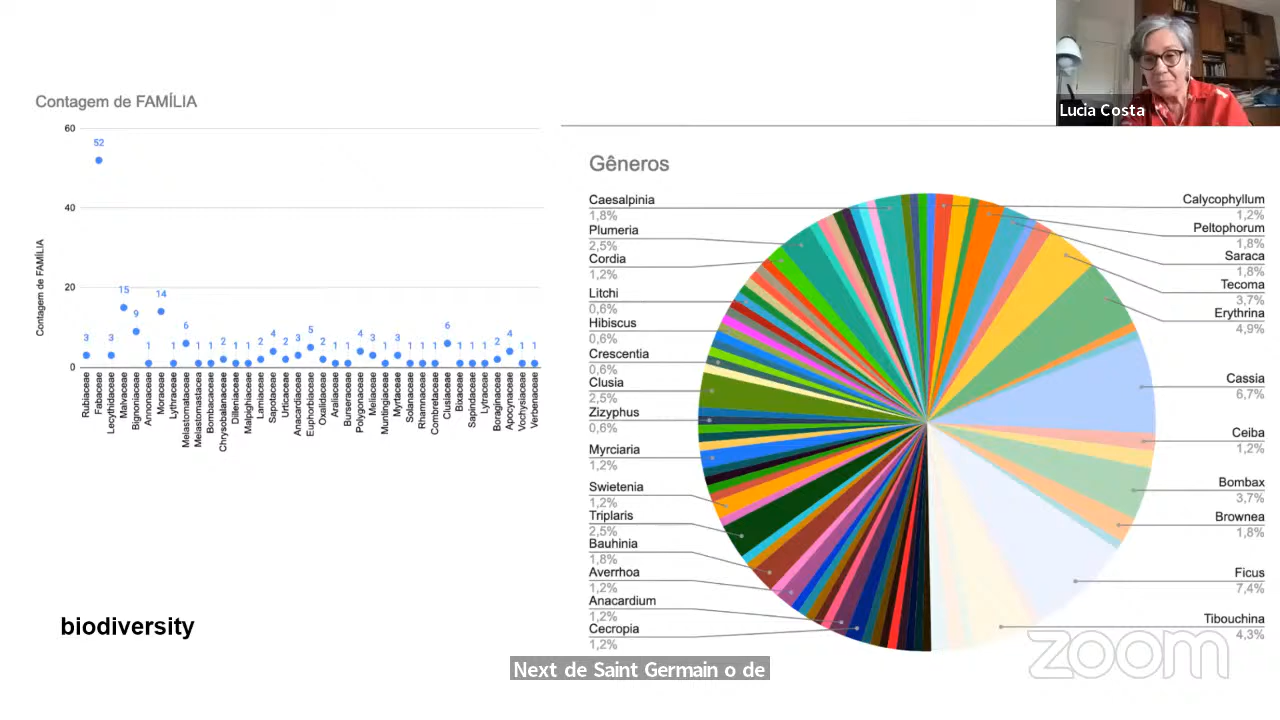 Lucia Costa
Contagem de FAMÍLIA
60
52
40
Contagem de FAMÍLIA
20
15
14
9
3
3
1
1
6
1
1
2
1
1
2
4
2
3
5
2
1
1
4
3
1
3
1
1
1
6
1
1
1
2
4
1
1
0
Rubiaceae
Fabaceae
Lecythidaceae
Malvaceae
Bignoniaceae
Annonaceae
Moraceae
Lythraceae
Melastomataceae
Melastomastacea
Bombacaceae
Chrysobalanaceae
Dilleniaceae
Malpighiaceae
Lamiaceae
Sapotaceae
Urticaceae
Anacardiaceae
Euphorbiaceae
Oxalidaceae
Araliaceae
Burseraceae
Polygonaceae
Meliaceae
Muntingiaceae
Myrtaceae
Solanaceae
Rhamnaceae
Combretaceae
Clusiaceae
Bixaceae
Sapindaceae
Lytraceae
Boraginaceae
Apocynaceae
Vochysiaceae
Verbenaceae
biodiversity
Gêneros
Caesalpinia
1,8%
Plumeria
2,5%
Cordia
1,2%
Litchi
0,6%
Hibiscus
0,6%
Crescentia
0,6%
Clusia
2,5%
Zizyphus
0,6%
Myrciaria
1,2%
Swietenia
1,2%
Triplaris
2,5%
Bauhinia
1,8%
Averrhoa
1,2%
Anacardium
1,2%
Cecropia
1,2%
Calycophyllum
1,2%
Peltophorum
1,8%
Saraca
1,8%
Tecoma
3,7%
Erythrina
4,9%
Cassia
6,7%
Ceiba
1,2%
Bombax
3,7%
Brownea
1,8%
Ficus
7,4%
Tibouchina
4,3%
zoom
Next de Saint Germain o de